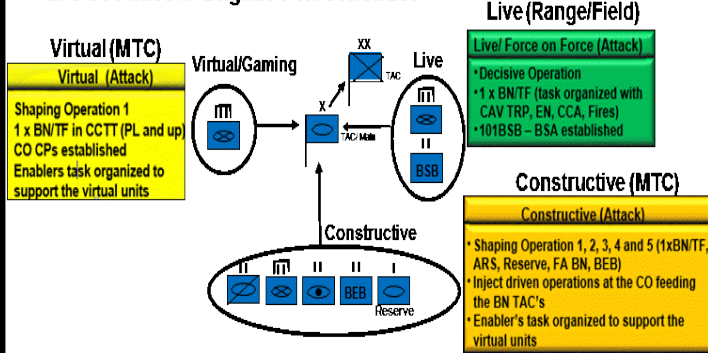 Live (Range/Field)
Virtual (MTC)
Virtual (Attack)
Shaping Operation 1
1 x BN/TF in CCTT (PL and up)
CO CPs established
Enablers task organized to
support the virtual units
Virtual/Gaming
XX
TAC
X
TAC/Main
Live
II
BSB
Live/ Force on Force (Attack)
•Decisive Operation
•1 x BN/TF (task organized with
CAV TRP, EN, CCA, Fires)
•101BSB – BSA established
Constructive (MTC)
Constructive (Attack)
• Shaping Operation 1, 2, 3, 4 and 5 (1xBN/TF,
ARS, Reserve, FA BN, BEB)
• Inject driven operations at the CO feeding
the BN TAC's
• Enabler's task organized to support the
virtual units
Constructive
II II II I
BEB
Reserve